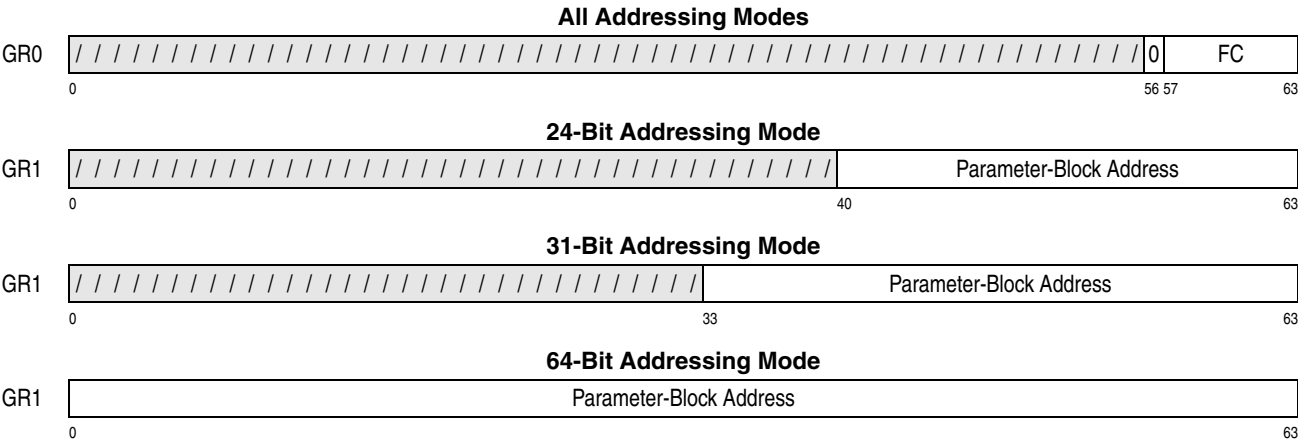 All Addressing Modes
GR0 / / / / / / / / / / / / / / / / / / / / / / / / / / / / / / / / / / / / / / / / / / / / / / / / / / / / / / / / 0 FC
0 56 57 63
24-Bit Addressing Mode
GR1 / / / / / / / / / / / / / / / / / / / / / / / / / / / / / / / / / / / / / / / / Parameter-Block Address
0 40 63
31-Bit Addressing Mode
GR1 / / / / / / / / / / / / / / / / / / / / / / / / / / / / / / / / / Parameter-Block Address
0 33 63
64-Bit Addressing Mode
GR1 Parameter-Block Address
0 63